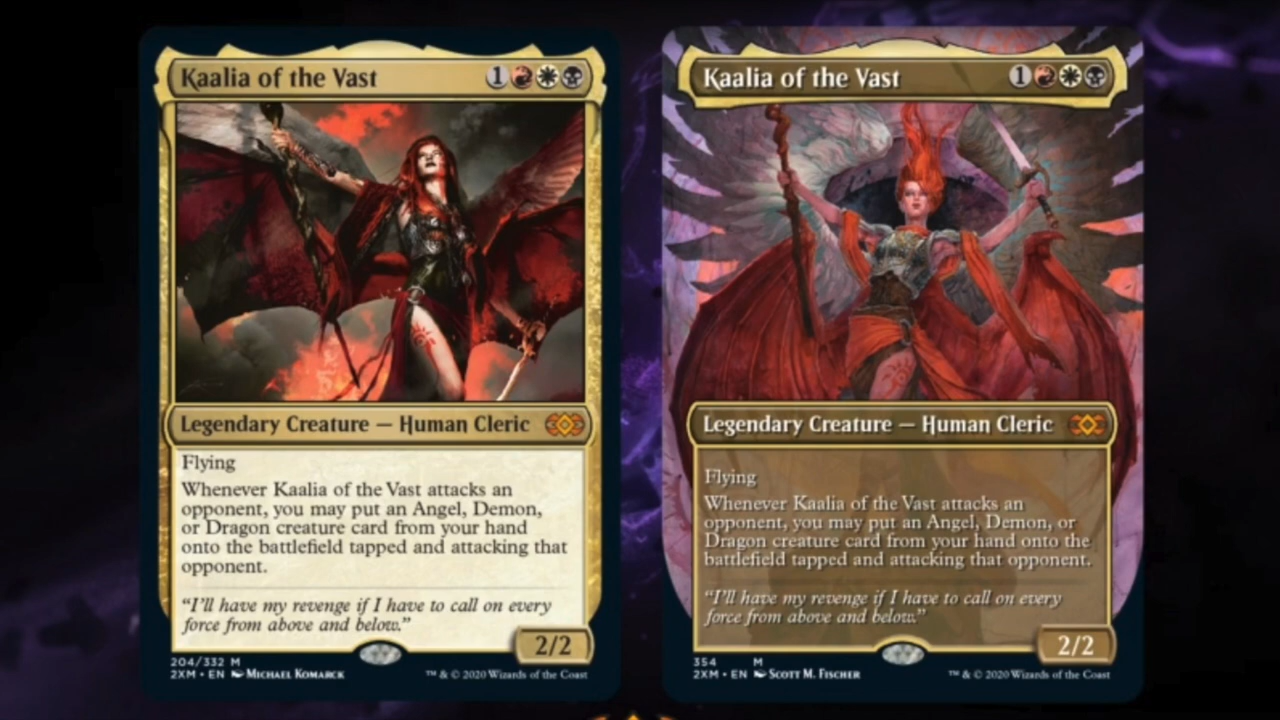 Kaalia of the Vast
1
Legendary Creature — Human Cleric
Flying
Whenever Kaalia of the Vast attacks an
opponent, you may put an Angel, Demon,
or Dragon creature card from your hand
onto the battlefield tapped and attacking that
opponent.
“I’ll have my revenge if I have to call on every
force from above and below.”
2/2
204/332 M
2XM • EN Michael Komarck
™ & © 2020 Wizards of the Coast
Kaalia of the Vast
1
Legendary Creature — Human Cleric
Flying
Whenever Kaalia of the Vast attacks an
opponent, you may put an Angel, Demon, or
Dragon creature card from your hand onto the
battlefield tapped and attacking that opponent.
“I’ll have my revenge if I have to call on every
force from above and below.”
2/2
354 M
2XM • EN Scott M. Fischer
™ & © 2020 Wizards of the Coast